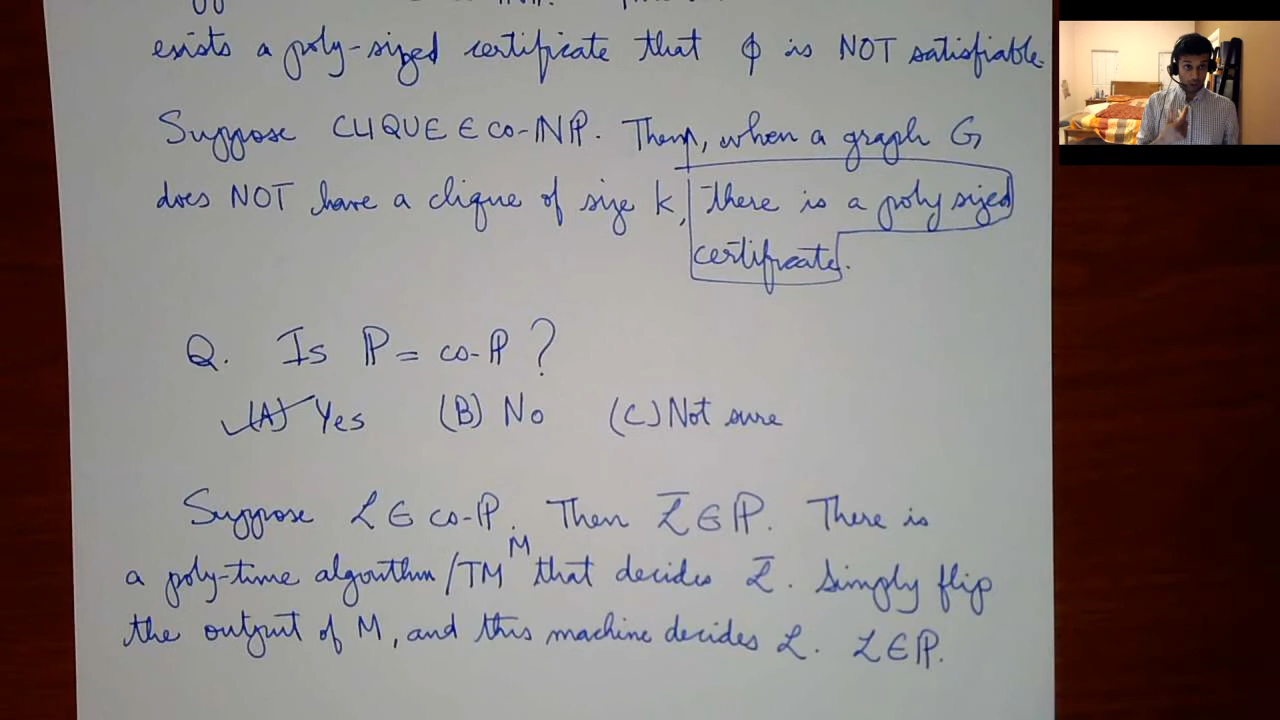 exists a poly-sized certificate that ϕ is NOT satisfiable.
Suppose CLIQUE ∈ co-ℕℙ. Then, when a graph G
does NOT have a clique of size k, there is a poly sized
certificate.
Q. Is ℙ = co-ℙ ?
(A) Yes (B) No (C) Not sure
Suppose L ∈ co-ℙ. Then L̅ ∈ ℙ. There is
a poly-time algorithm/TM M that decides L̅. Simply flip
the output of M, and this machine decides L. L ∈ ℙ.